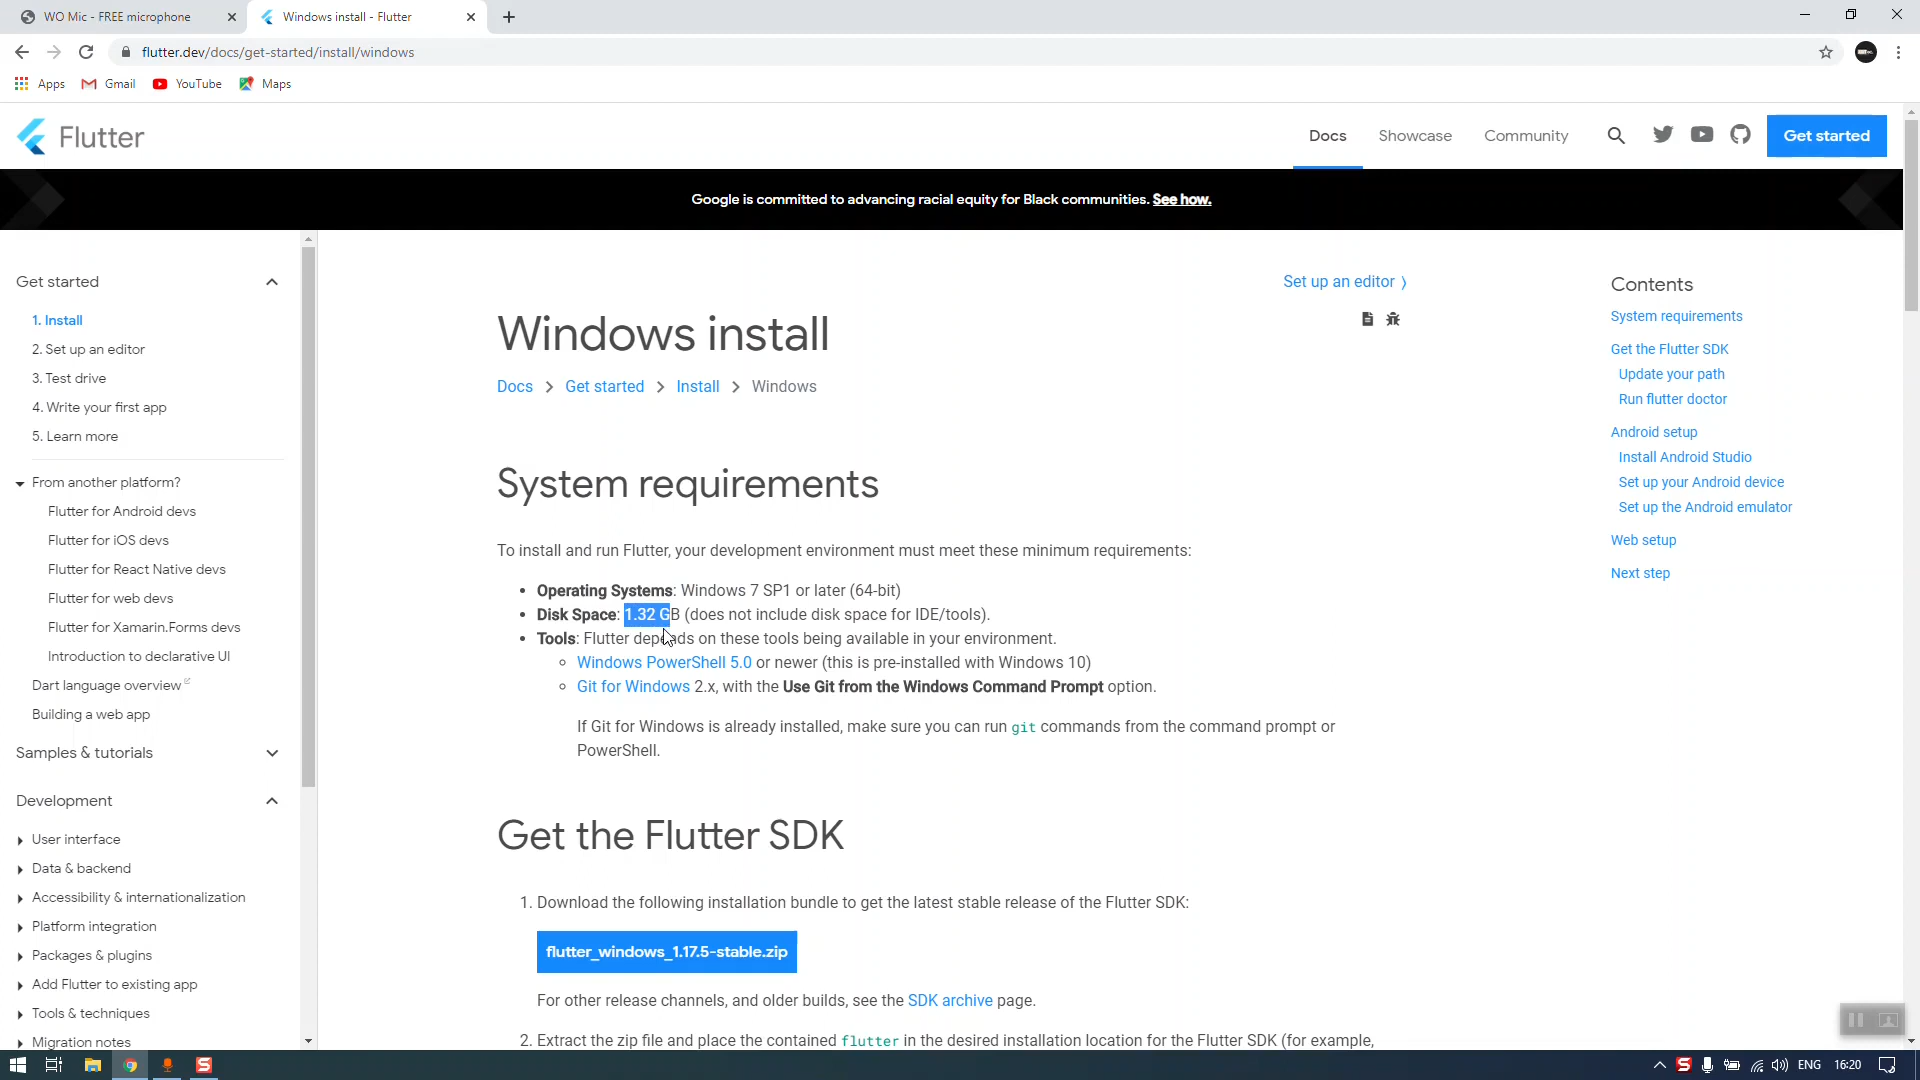 WO Mic - FREE microphone
Windows install - Flutter
flutter.dev/docs/get-started/install/windows
Apps
Gmail
YouTube
Maps
Flutter
Docs
Showcase
Community
Get started
Google is committed to advancing racial equity for Black communities. See how.
Get started
1. Install
2. Set up an editor
3. Test drive
4. Write your first app
5. Learn more
From another platform?
Flutter for Android devs
Flutter for iOS devs
Flutter for React Native devs
Flutter for web devs
Flutter for Xamarin.Forms devs
Introduction to declarative UI
Dart language overview
Building a web app
Samples & tutorials
Development
User interface
Data & backend
Accessibility & internationalization
Platform integration
Packages & plugins
Add Flutter to existing app
Tools & techniques
Migration notes
Set up an editor
Windows install
Docs > Get started > Install > Windows
System requirements
To install and run Flutter, your development environment must meet these minimum requirements:
• Operating Systems: Windows 7 SP1 or later (64-bit)
• Disk Space: 1.32 GB (does not include disk space for IDE/tools).
• Tools: Flutter depends on these tools being available in your environment.
Windows PowerShell 5.0 or newer (this is pre-installed with Windows 10)
Git for Windows 2.x, with the Use Git from the Windows Command Prompt option.
If Git for Windows is already installed, make sure you can run git commands from the command prompt or
PowerShell.
Get the Flutter SDK
1. Download the following installation bundle to get the latest stable release of the Flutter SDK:
flutter_windows_1.17.5-stable.zip
For other release channels, and older builds, see the SDK archive page.
2. Extract the zip file and place the contained flutter in the desired installation location for the Flutter SDK (for example,
Contents
System requirements
Get the Flutter SDK
Update your path
Run flutter doctor
Android setup
Install Android Studio
Set up your Android device
Set up the Android emulator
Web setup
Next step
ENG
16:20